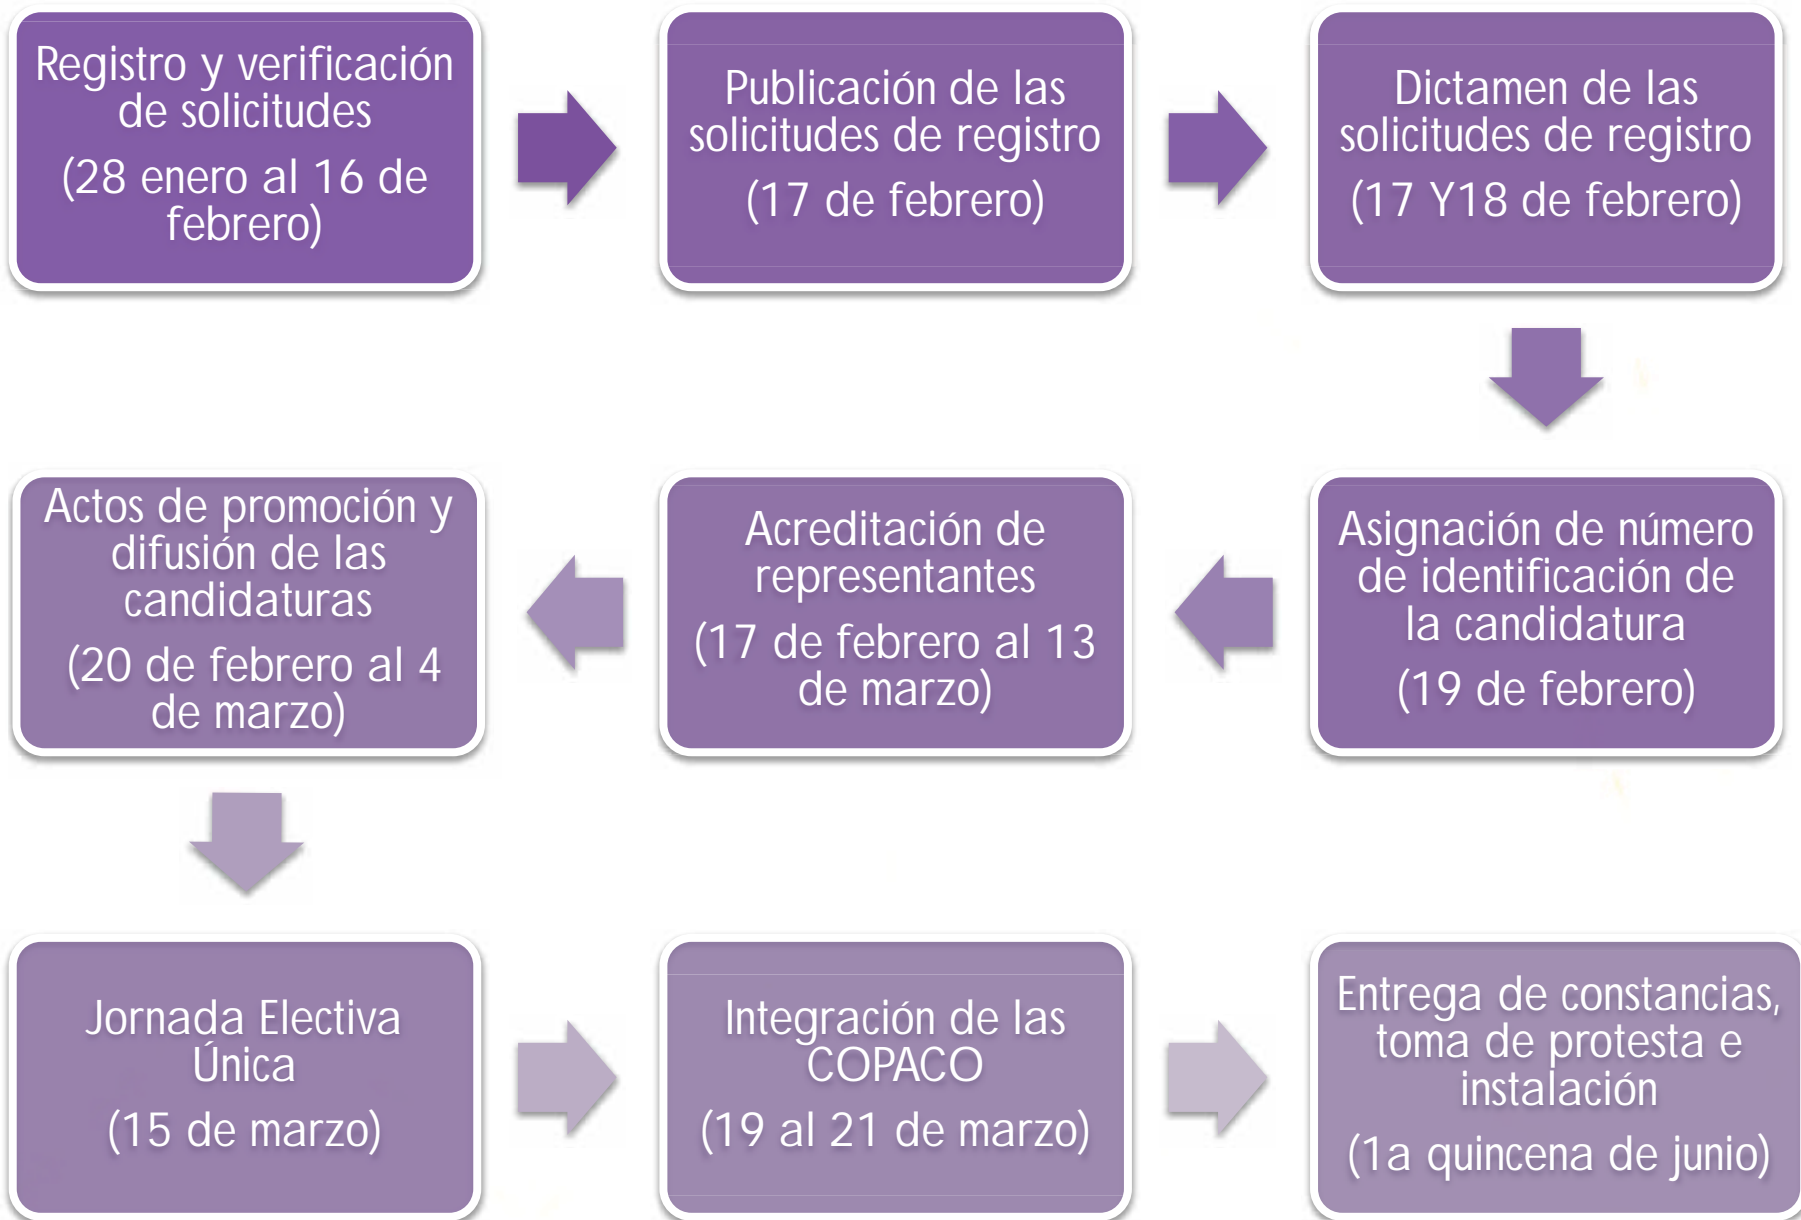 Registro y verificación
de solicitudes
(28 enero al 16 de
febrero)
Publicación de las
solicitudes de registro
(17 de febrero)
Dictamen de las
solicitudes de registro
(17 Y18 de febrero)
Asignación de número
de identificación de
la candidatura
(19 de febrero)
Acreditación de
representantes
(17 de febrero al 13
de marzo)
Actos de promoción y
difusión de las
candidaturas
(20 de febrero al 4
de marzo)
Jornada Electiva
Única
(15 de marzo)
Integración de las
COPACO
(19 al 21 de marzo)
Entrega de constancias,
toma de protesta e
instalación
(1a quincena de junio)